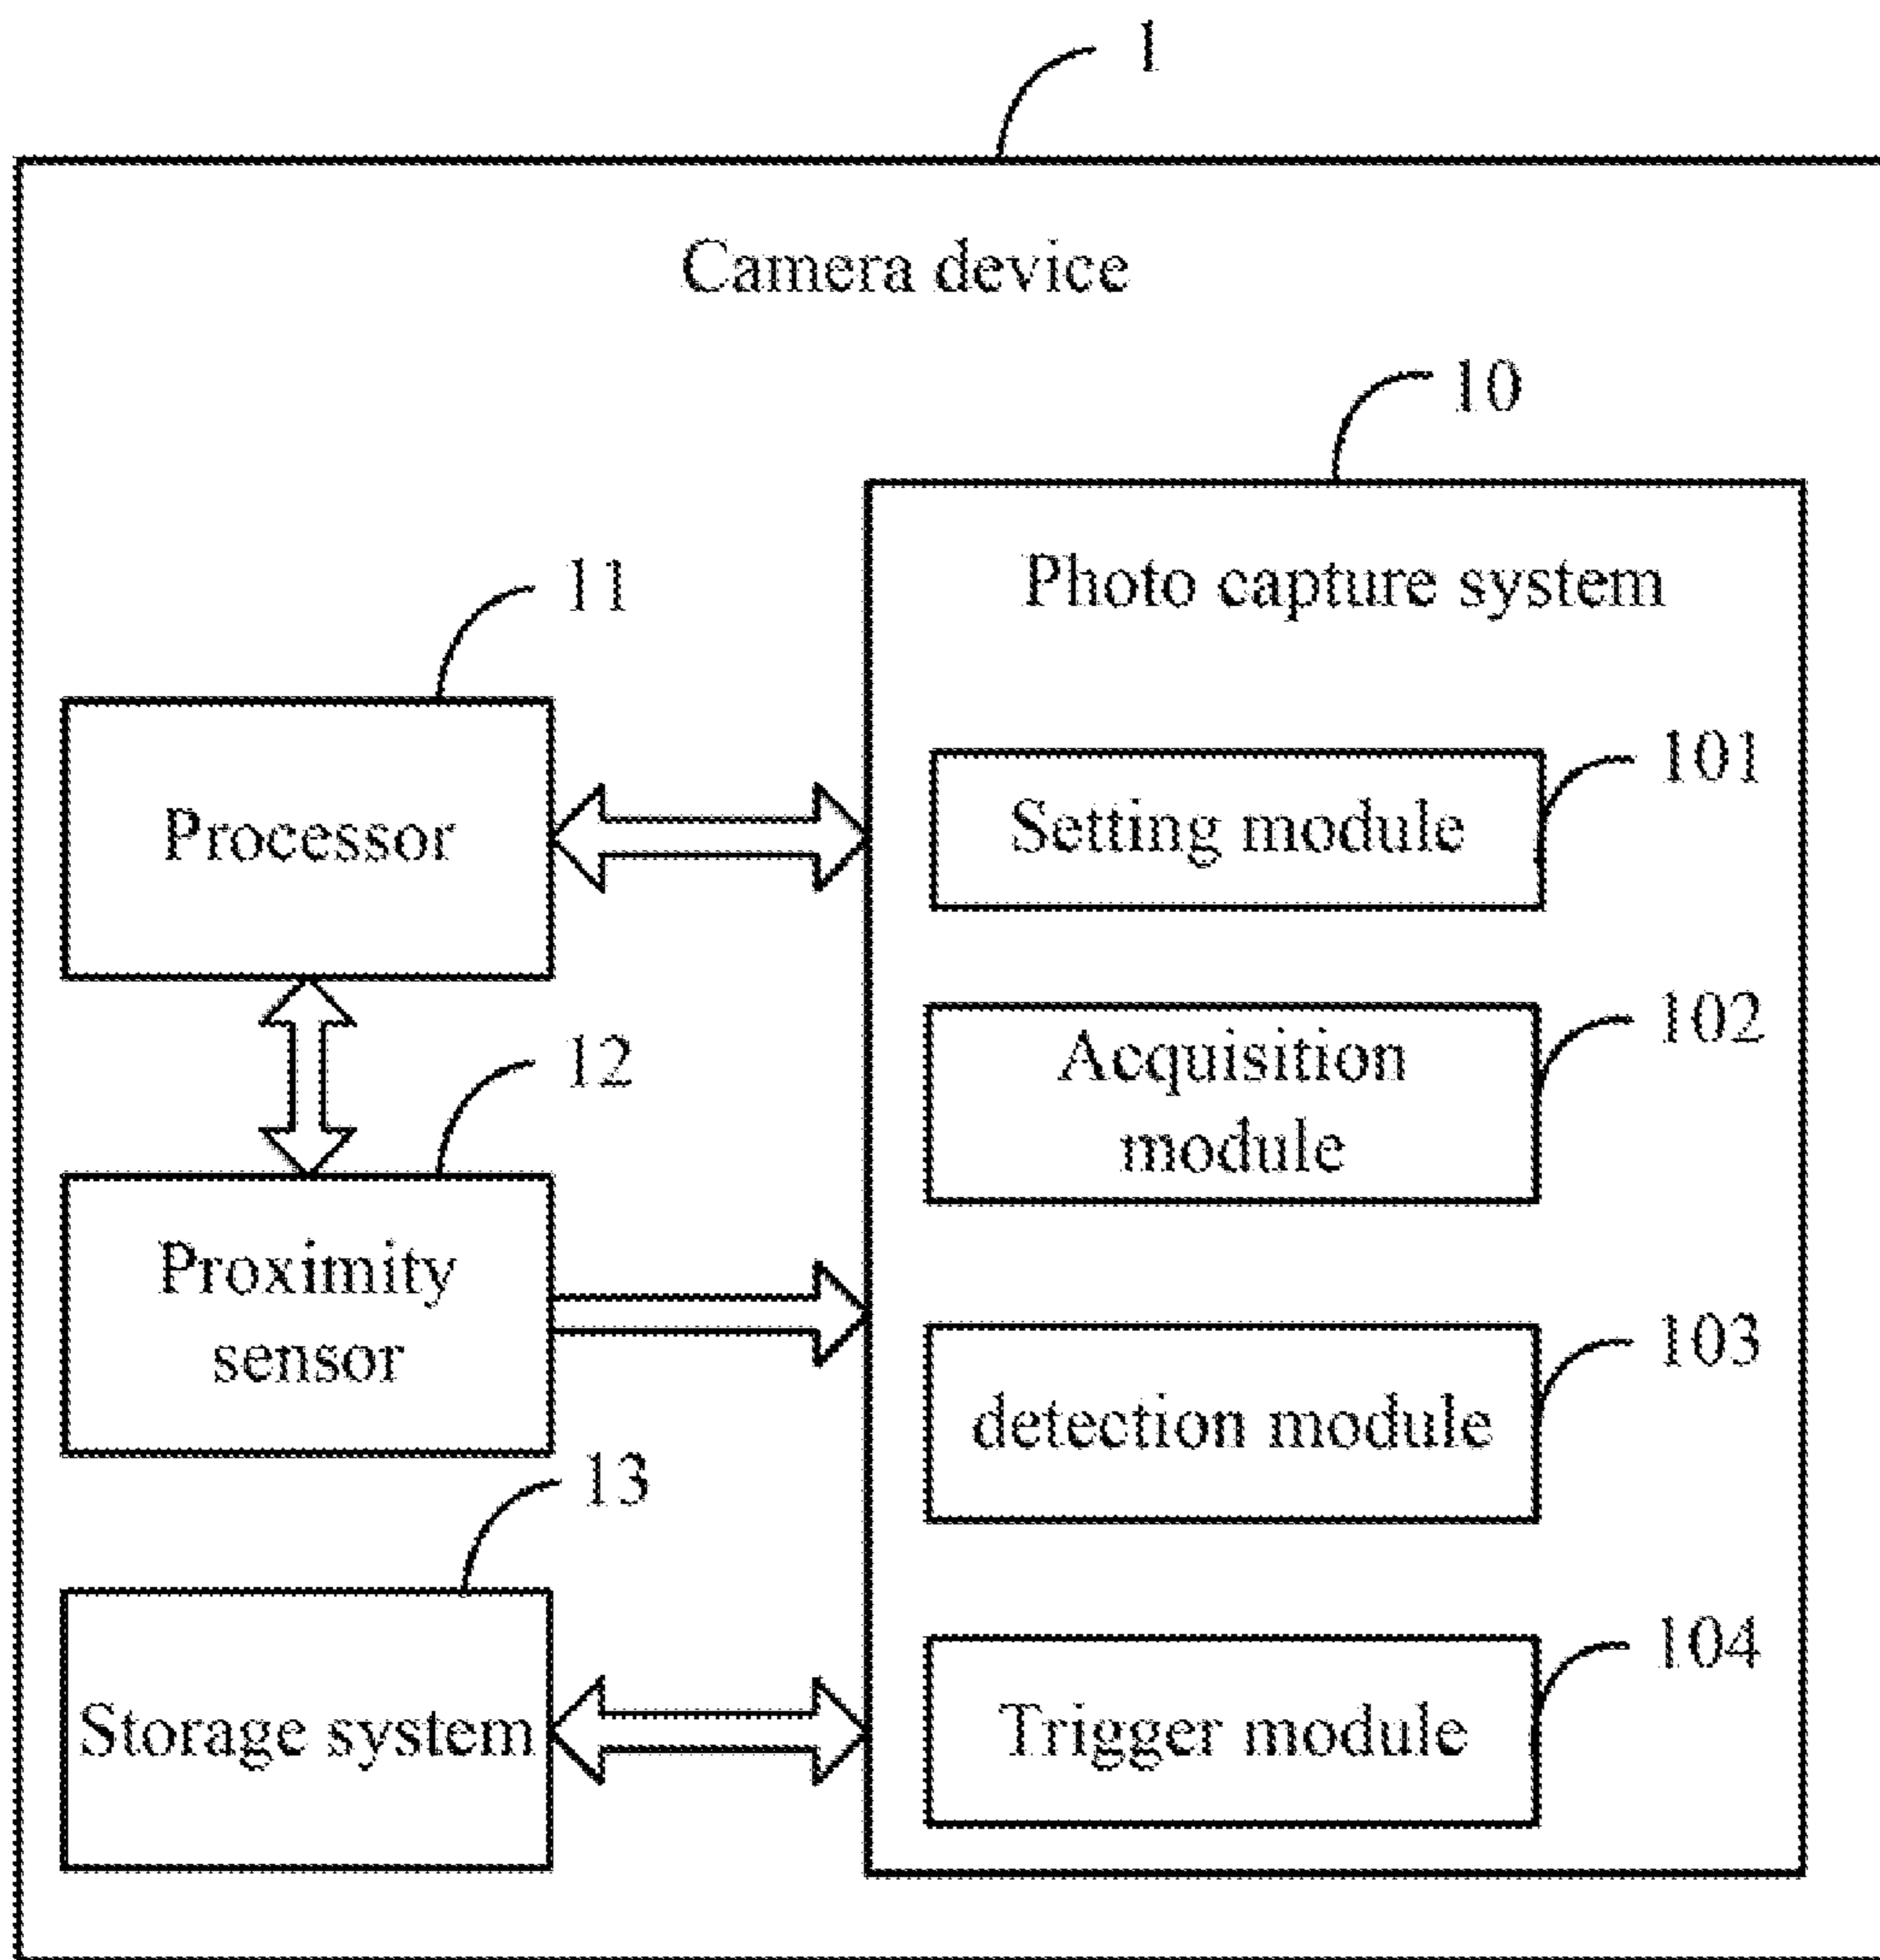 1
Camera device
10
Photo capture system
11
Processor
101
Setting module
102
Acquisition
module
12
Proximity
sensor
103
detection module
13
Storage system
104
Trigger module